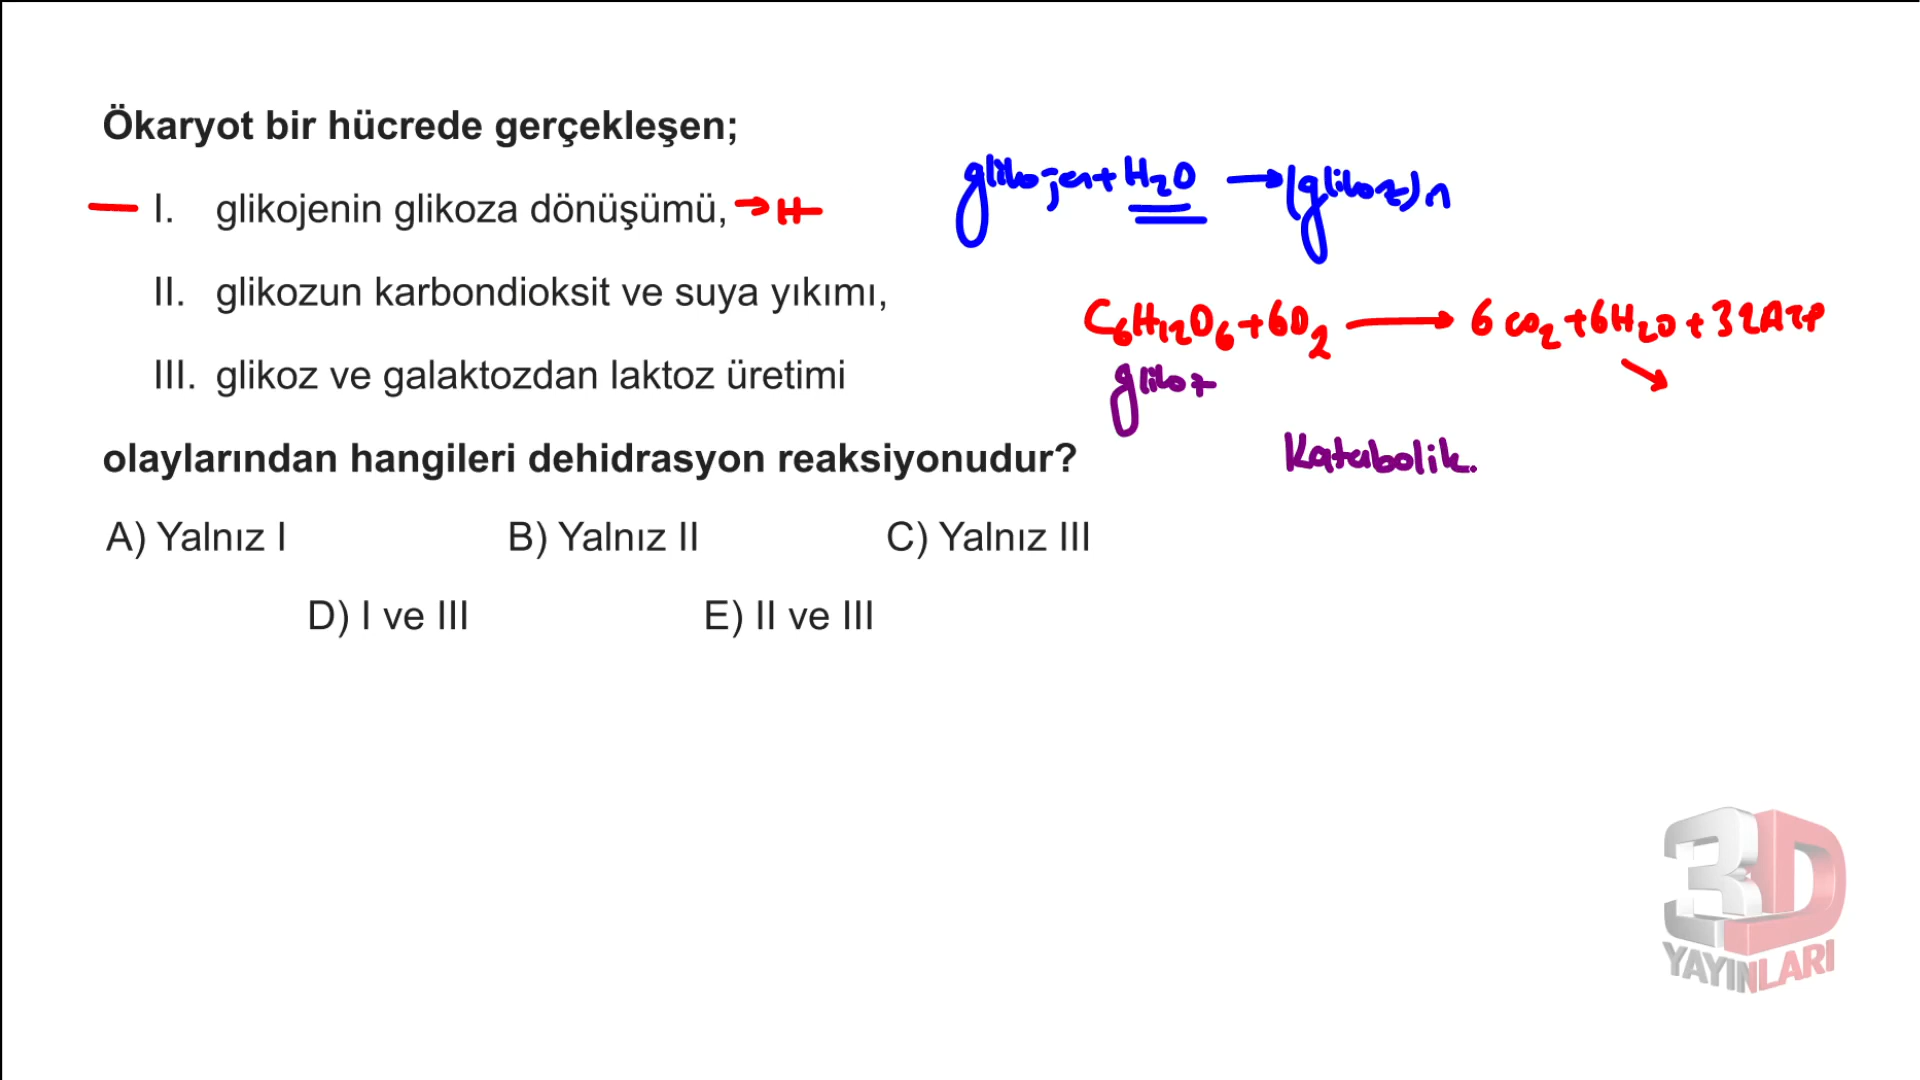 Ökaryot bir hücrede gerçekleşen;
I. glikojenin glikoza dönüşümü, → H
glikojen + H₂O → (glikoz)n
II. glikozun karbondioksit ve suya yıkımı,
C₆H₁₂O₆ + 6O₂ → 6CO₂ + 6H₂O + 32ATP
III. glikoz ve galaktozdan laktoz üretimi
glikoz
Katabolik.
olaylarından hangileri dehidrasyon reaksiyonudur?
A) Yalnız I B) Yalnız II C) Yalnız III
D) I ve III E) II ve III
3D
YAYINLARI